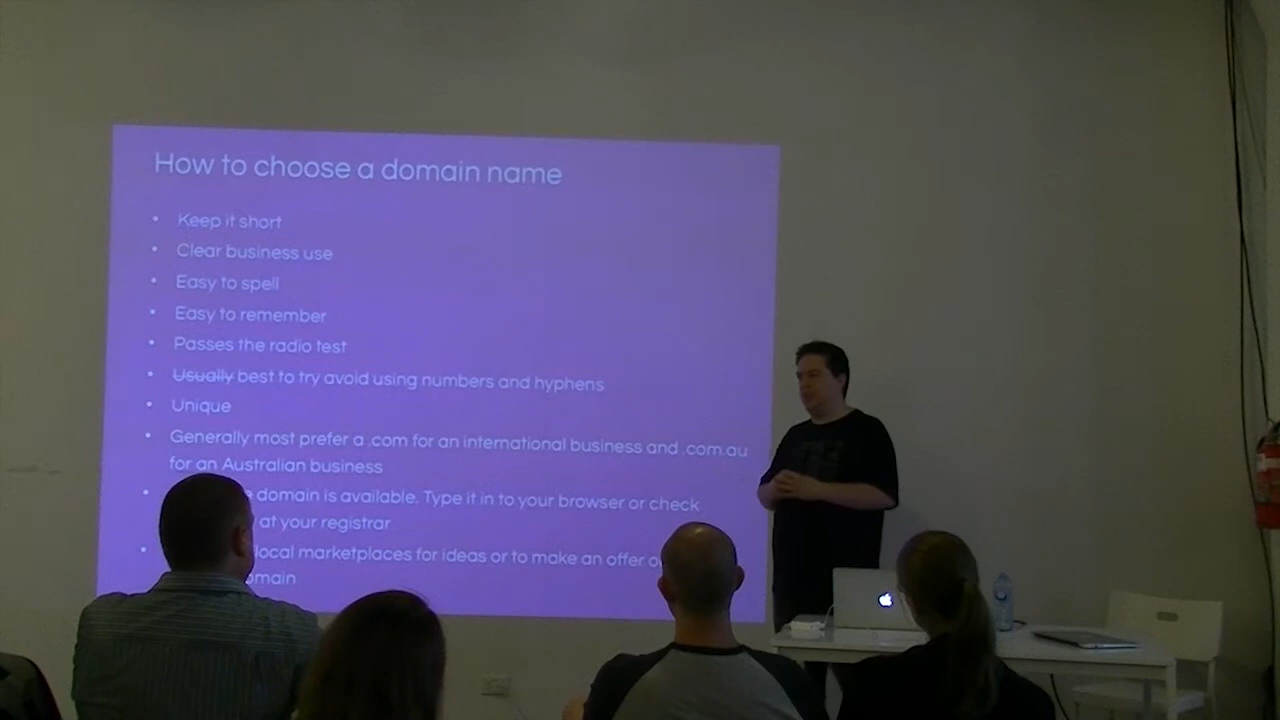 How to choose a domain name
• Keep it short
• Clear business use
• Easy to spell
• Easy to remember
• Passes the radio test
• Usually best to try avoid using numbers and hyphens
• Unique
• Generally most prefer a .com for an international business and .com.au
for an Australian business
• domain is available. Type it in to your browser or check
at your registrar
• local marketplaces for ideas or to make an offer